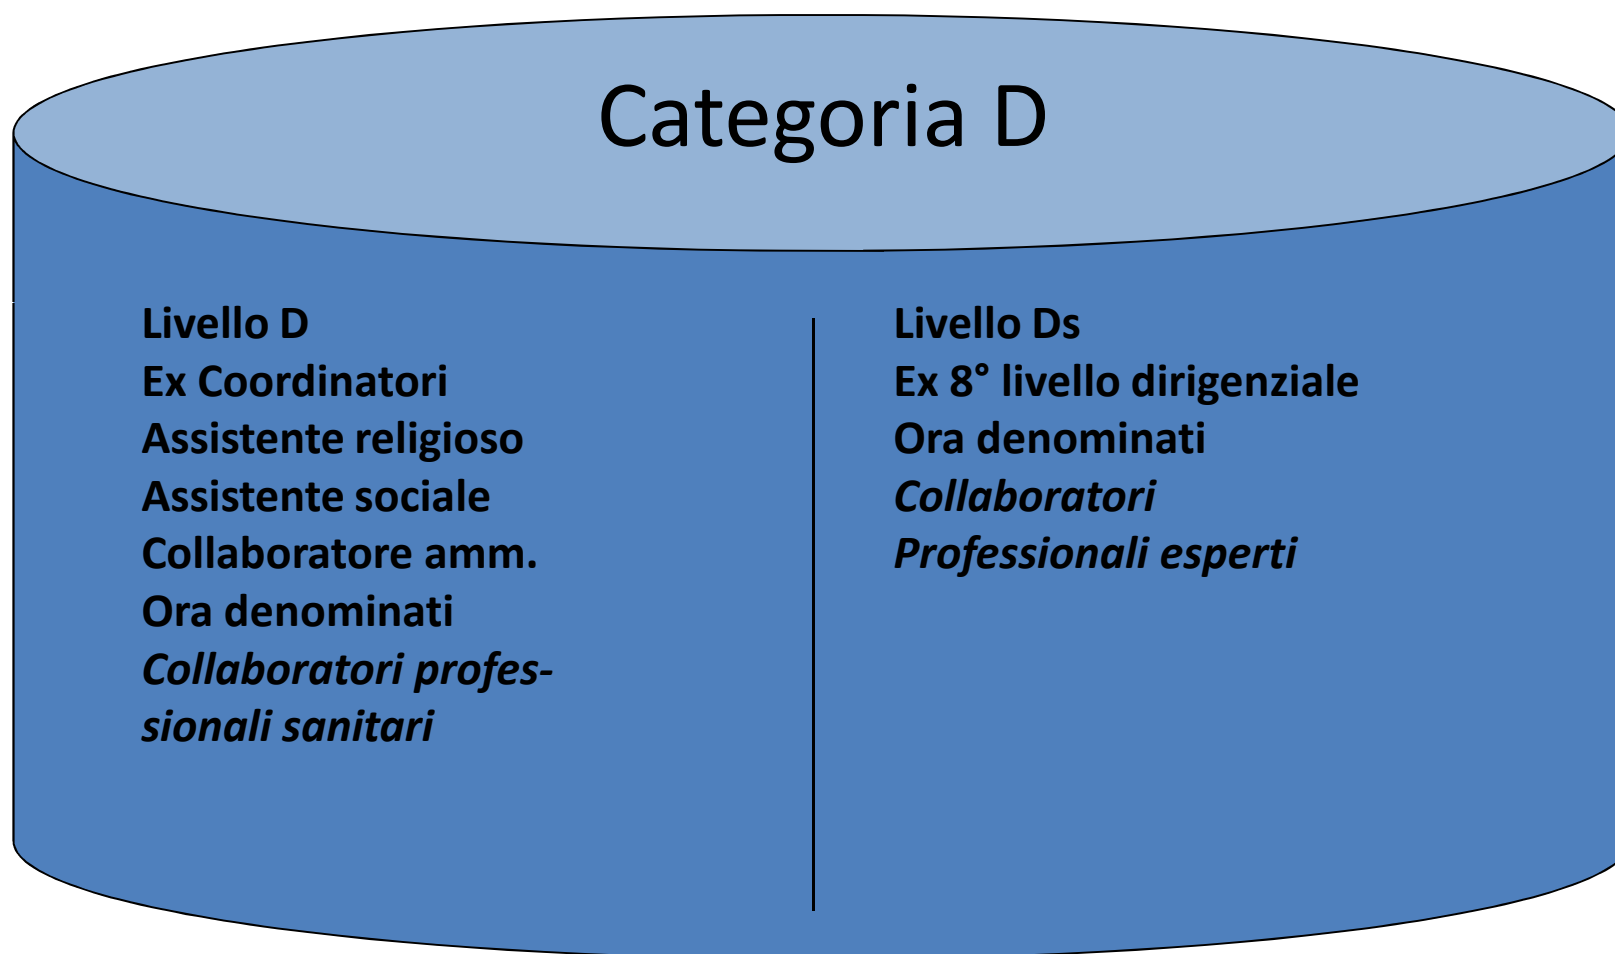 Categoria D
Livello D
Ex Coordinatori
Assistente religioso
Assistente sociale
Collaboratore amm.
Ora denominati
Collaboratori profes-
sionali sanitari
Livello Ds
Ex 8° livello dirigenziale
Ora denominati
Collaboratori
Professionali esperti